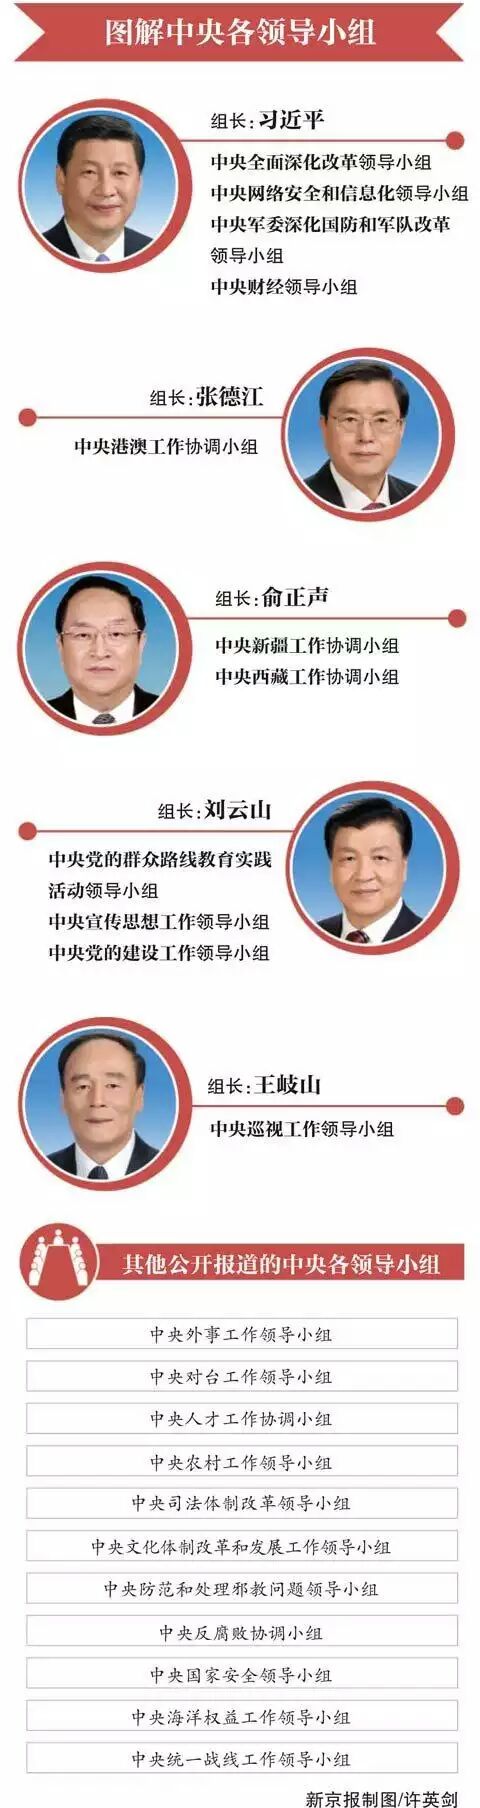 图解中央各领导小组
组长:习近平
中央全面深化改革领导小组
中央网络安全和信息化领导小组
中央军委深化国防和军队改革
领导小组
中央财经领导小组
组长:张德江
中央港澳工作协调小组
组长:俞正声
中央新疆工作协调小组
中央西藏工作协调小组
组长:刘云山
中央党的群众路线教育实践
活动领导小组
中央宣传思想工作领导小组
中央党的建设工作领导小组
组长:王岐山
中央巡视工作领导小组
其他公开报道的中央各领导小组
中央外事工作领导小组
中央对台工作领导小组
中央人才工作协调小组
中央农村工作领导小组
中央司法体制改革领导小组
中央文化体制改革和发展工作领导小组
中央防范和处理邪教问题领导小组
中央反腐败协调小组
中央国家安全领导小组
中央海洋权益工作领导小组
中央统一战线工作领导小组
新京报制图/许英剑